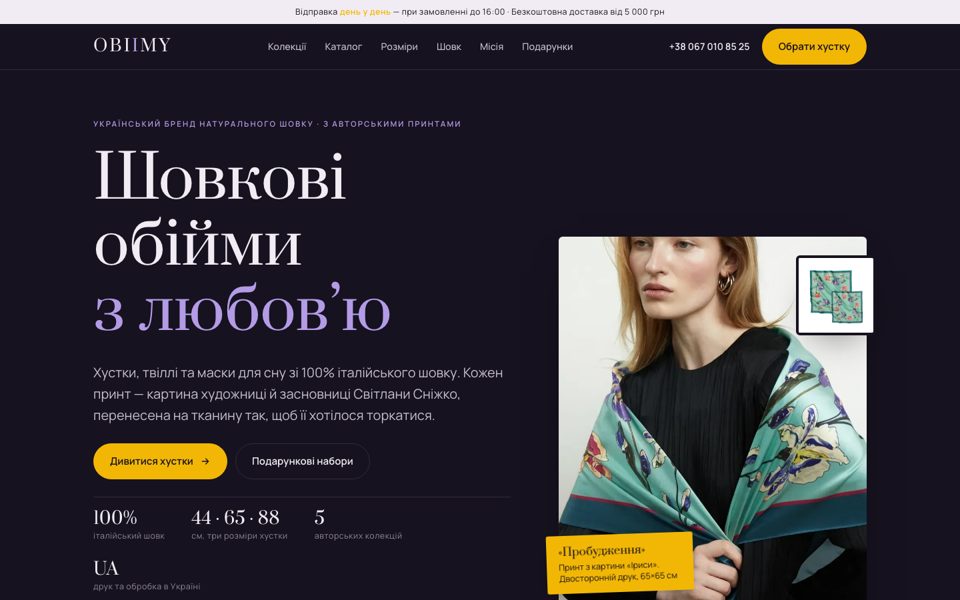 Відправка день у день — при замовленні до 16:00 · Безкоштовна доставка від 5 000 грн
OBIIMY
Колекції
Каталог
Розміри
Шовк
Місія
Подарунки
+38 067 010 85 25
Обрати хустку
УКРАЇНСЬКИЙ БРЕНД НАТУРАЛЬНОГО ШОВКУ · З АВТОРСЬКИМИ ПРИНТАМИ
Шовкові
обійми
з любов’ю
Хустки, твіллі та маски для сну зі 100% італійського шовку. Кожен
принт — картина художниці й засновниці Світлани Сніжко,
перенесена на тканину так, щоб її хотілося торкатися.
Дивитися хустки →
Подарункові набори
100%
італійський шовк
44 · 65 · 88
см, три розміри хустки
5
авторських колекцій
UA
друк та обробка в Україні
«Пробудження»
Принт з картини «Іриси».
Двосторонній друк, 65×65 см